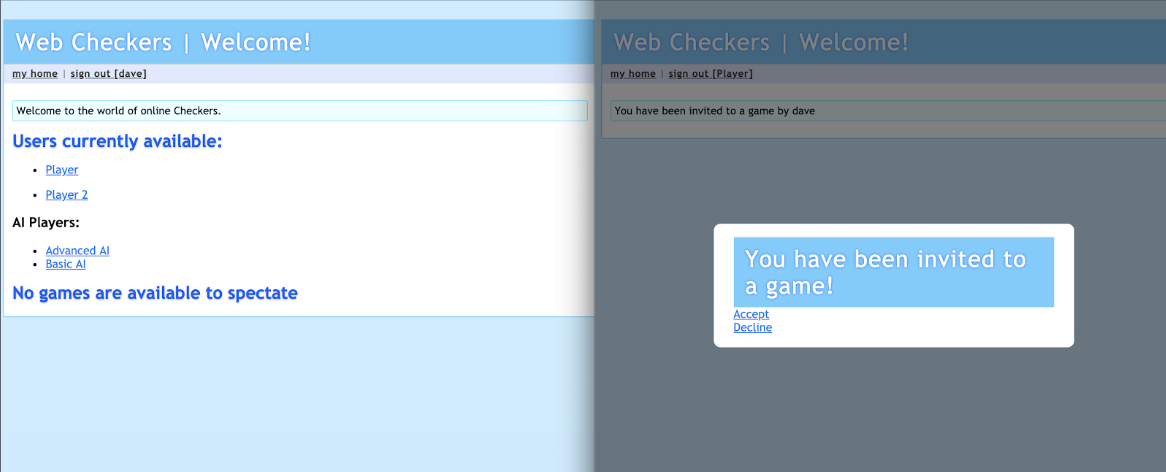 Web Checkers | Welcome!
my home | sign out [dave]
Welcome to the world of online Checkers.
Users currently available:
Player
Player 2
AI Players:
Advanced AI
Basic AI
No games are available to spectate
Web Checkers | Welcome!
my home | sign out [Player]
You have been invited to a game by dave
You have been invited to
a game!
Accept
Decline